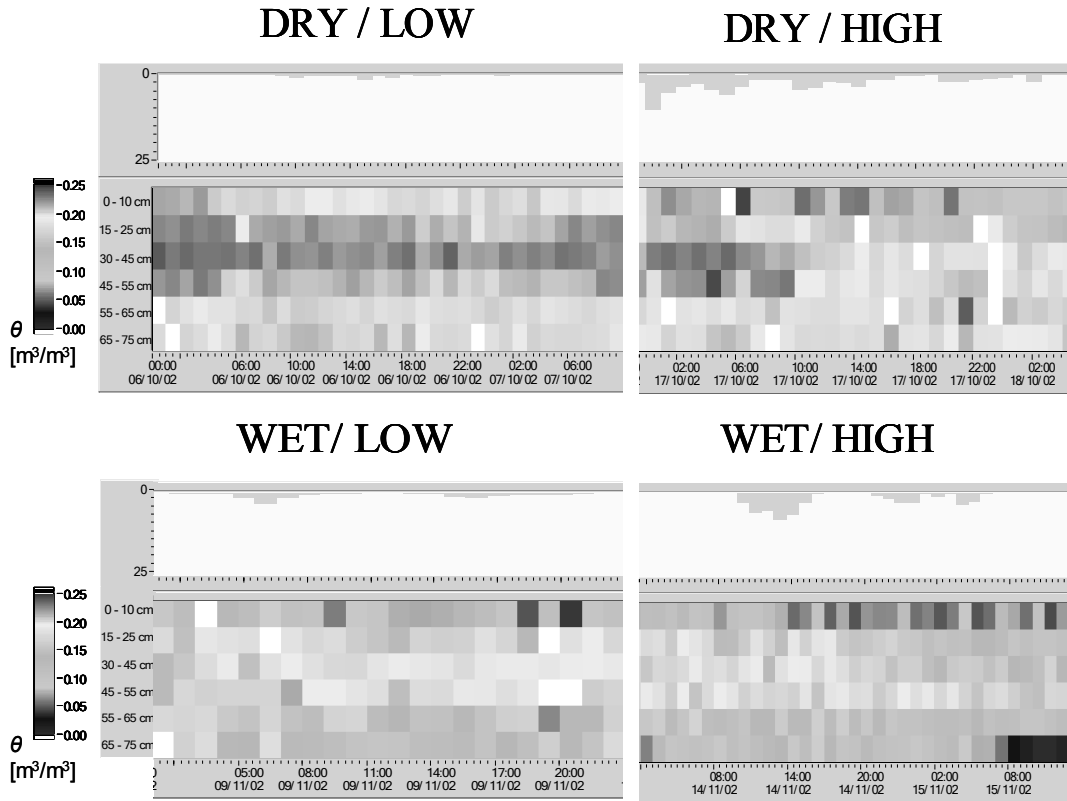 DRY / LOW
DRY / HIGH
0
25
0.25
0.20
0.15
0.10
0.05
0.00
θ
[m³/m³]
0 - 10 cm
15 - 25 cm
30 - 45 cm
45 - 55 cm
55 - 65 cm
65 - 75 cm
00:00 06:00 10:00 14:00 18:00 22:00 02:00 06:00
06/10/02 06/10/02 06/10/02 06/10/02 06/10/02 06/10/02 07/10/02 07/10/02
02:00 06:00 10:00 14:00 18:00 22:00 02:00
17/10/02 17/10/02 17/10/02 17/10/02 17/10/02 17/10/02 18/10/02
WET/ LOW
WET/ HIGH
0
25
0.25
0.20
0.15
0.10
0.05
0.00
θ
[m³/m³]
0 - 10 cm
15 - 25 cm
30 - 45 cm
45 - 55 cm
55 - 65 cm
65 - 75 cm
05:00 08:00 11:00 14:00 17:00 20:00
09/11/02 09/11/02 09/11/02 09/11/02 09/11/02 09/11/02
08:00 14:00 20:00 02:00 08:00
14/11/02 14/11/02 14/11/02 15/11/02 15/11/02